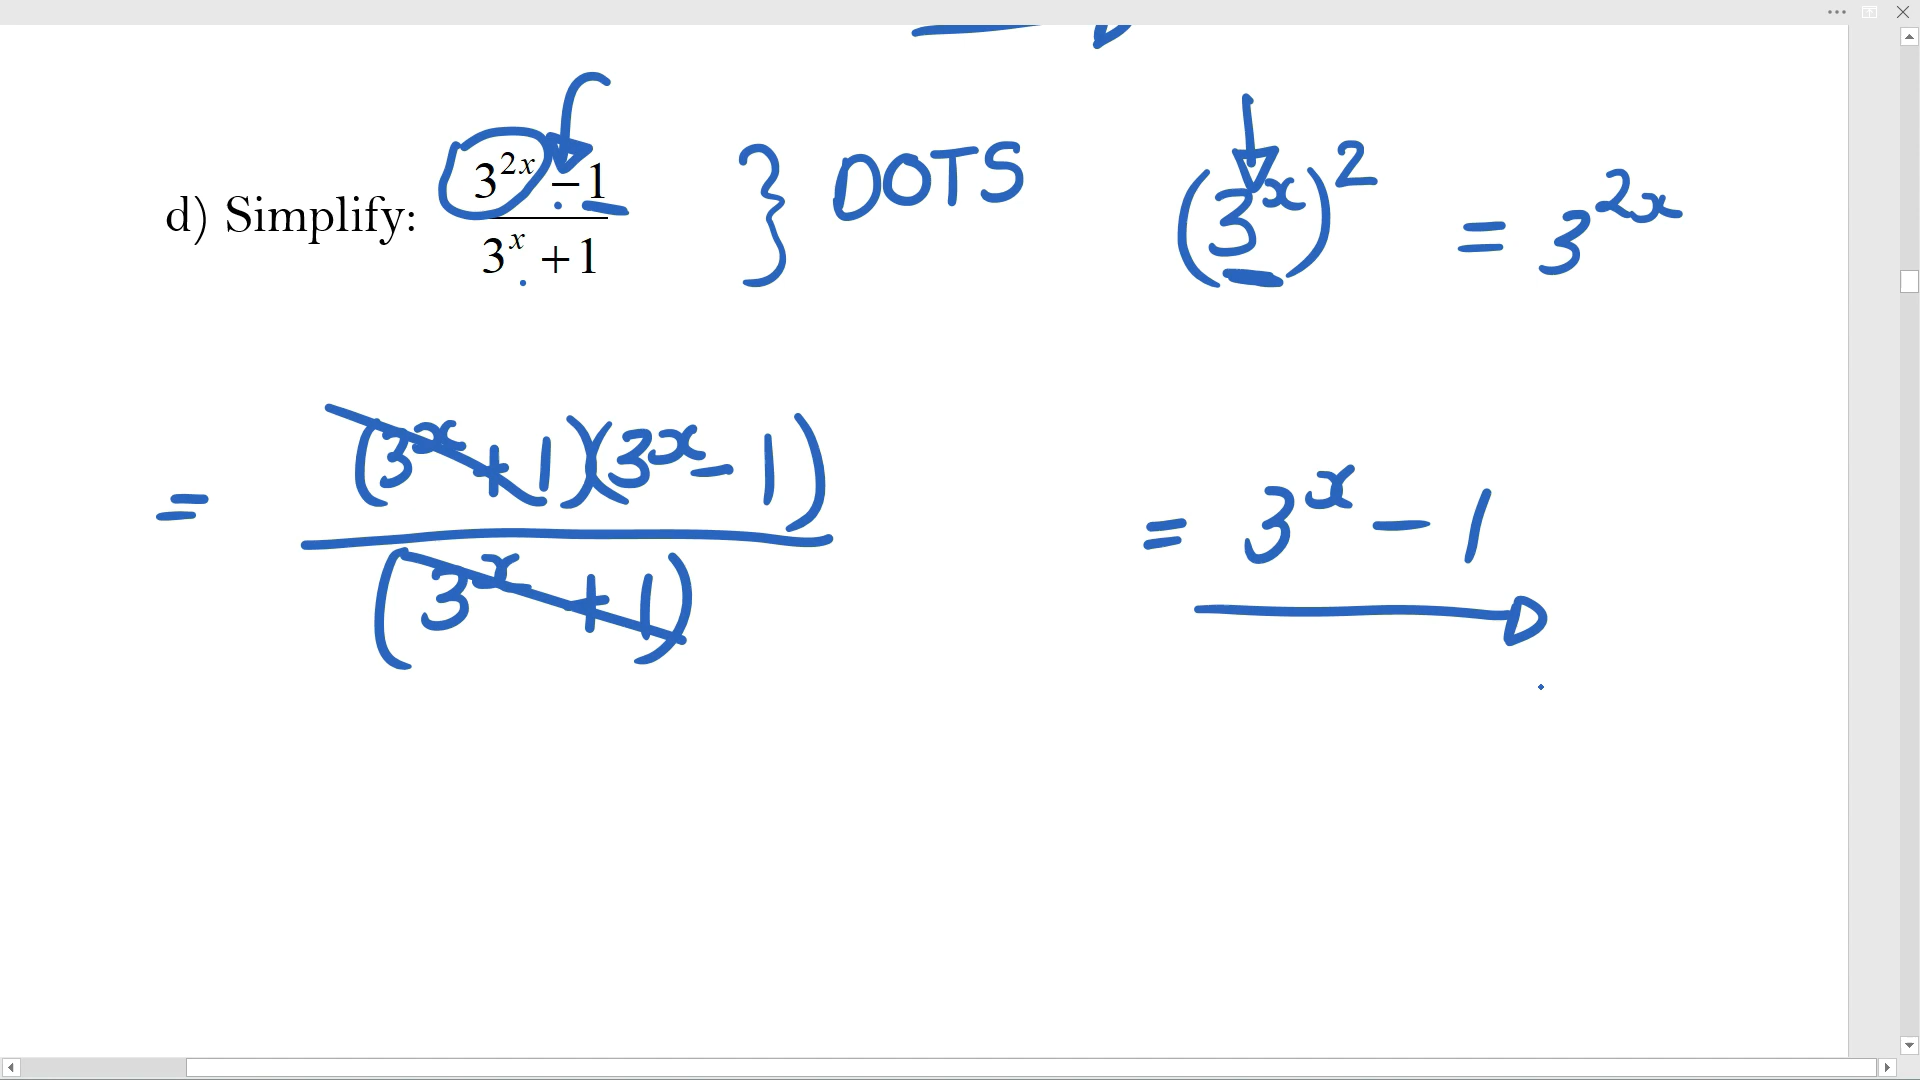 d) Simplify: (3^{2x} − 1)/(3^x + 1) } DOTS (3^x)^2 = 3^{2x}
= (3^x + 1)(3^x − 1)/(3^x + 1) = 3^x − 1